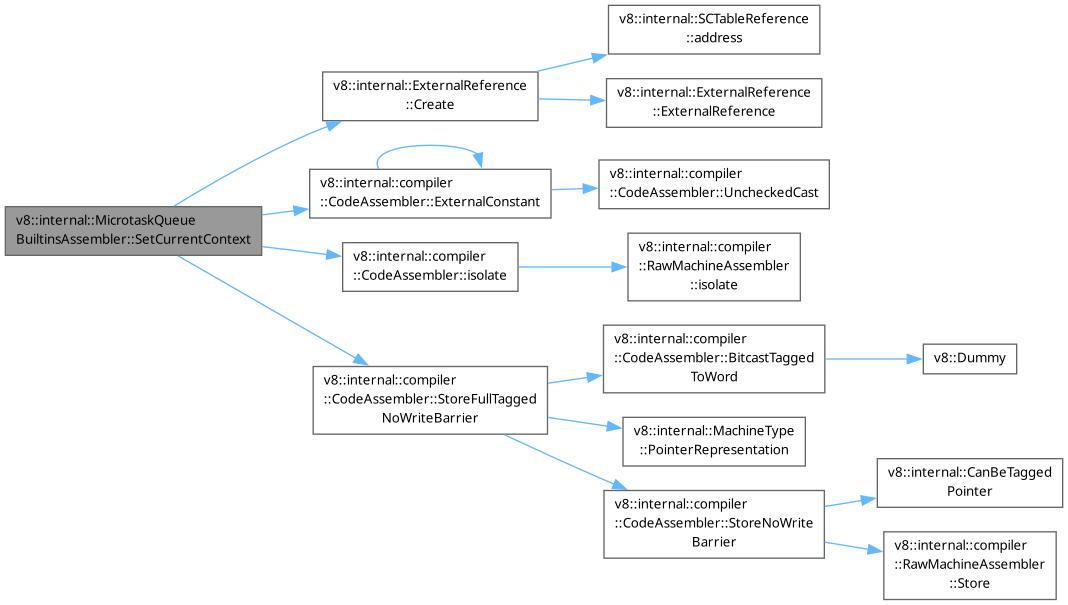 v8::internal::MicrotaskQueue
BuiltinsAssembler::SetCurrentContext
v8::internal::ExternalReference
::Create
v8::internal::SCTableReference
::address
v8::internal::ExternalReference
::ExternalReference
v8::internal::compiler
::CodeAssembler::ExternalConstant
v8::internal::compiler
::CodeAssembler::UncheckedCast
v8::internal::compiler
::CodeAssembler::isolate
v8::internal::compiler
::RawMachineAssembler
::isolate
v8::internal::compiler
::CodeAssembler::StoreFullTagged
NoWriteBarrier
v8::internal::compiler
::CodeAssembler::BitcastTagged
ToWord
v8::Dummy
v8::internal::MachineType
::PointerRepresentation
v8::internal::compiler
::CodeAssembler::StoreNoWrite
Barrier
v8::internal::CanBeTagged
Pointer
v8::internal::compiler
::RawMachineAssembler
::Store